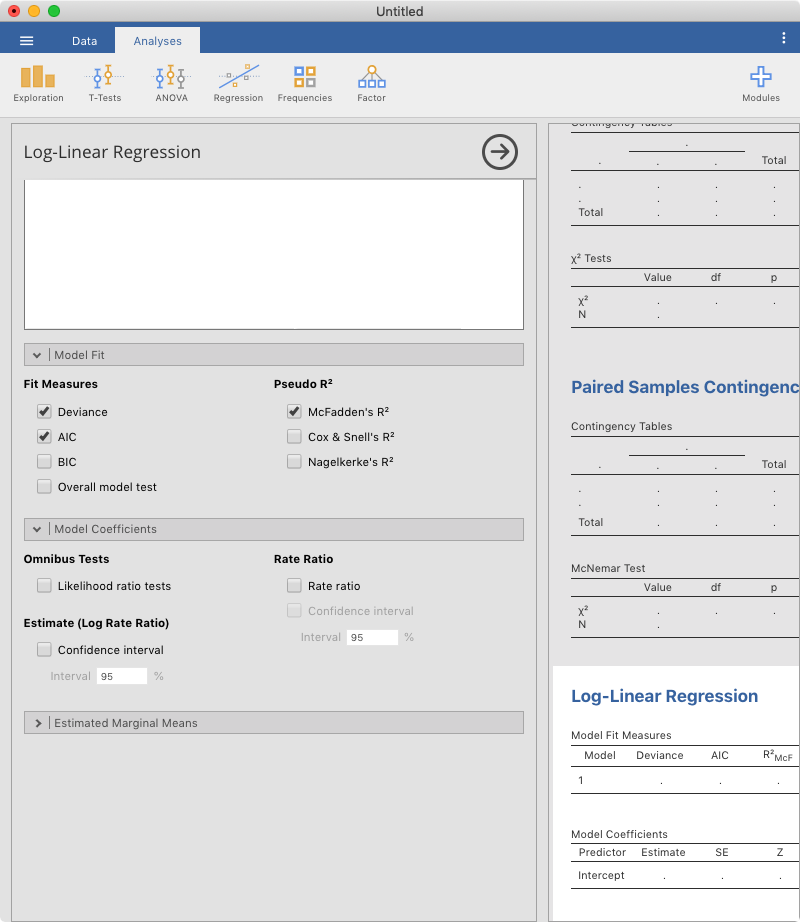 Untitled
Data
Analyses
Exploration
T-Tests
ANOVA
Regression
Frequencies
Factor
Modules
Log-Linear Regression
Model Fit
Fit Measures
Pseudo R²
Deviance
McFadden's R²
AIC
Cox & Snell's R²
BIC
Nagelkerke's R²
Overall model test
Model Coefficients
Omnibus Tests
Rate Ratio
Likelihood ratio tests
Rate ratio
Confidence interval
Interval 95 %
Estimate (Log Rate Ratio)
Confidence interval
Interval 95 %
Estimated Marginal Means
Contingency Tables
.
. . . Total
. . . .
. . . .
Total . . .
χ² Tests
Value df p
χ² . . .
N .
Paired Samples Contingenc
Contingency Tables
.
. . . Total
. . . .
. . . .
Total . . .
McNemar Test
Value df p
χ² . . .
N .
Log-Linear Regression
Model Fit Measures
Model Deviance AIC R²McF
1 . . .
Model Coefficients
Predictor Estimate SE Z
Intercept . . .